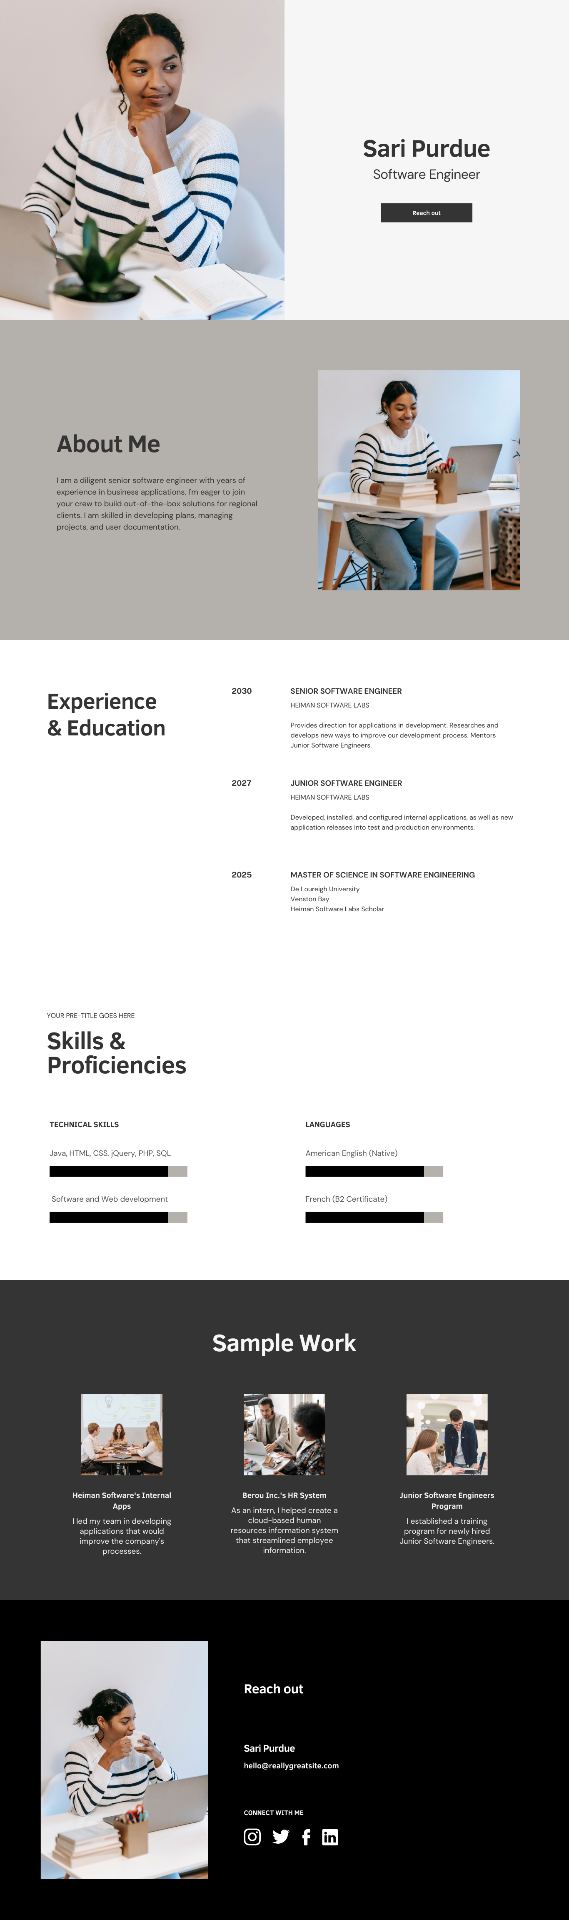 Sari Purdue
Software Engineer
Reach out
About Me
I am a diligent senior software engineer with years of
experience in business applications. I'm eager to join
your crew to build out-of-the-box solutions for regional
clients. I am skilled in developing plans, managing
projects, and user documentation.
Experience
& Education
2030
SENIOR SOFTWARE ENGINEER
HEIMAN SOFTWARE LABS
Provides direction for applications in development. Researches and
develops new ways to improve our development process. Mentors
Junior Software Engineers.
2027
JUNIOR SOFTWARE ENGINEER
HEIMAN SOFTWARE LABS
Developed, installed, and configured internal applications, as well as new
application releases into test and production environments.
2025
MASTER OF SCIENCE IN SOFTWARE ENGINEERING
De Loureigh University
Venston Bay
Heiman Software Labs Scholar
YOUR PRE-TITLE GOES HERE
Skills &
Proficiencies
TECHNICAL SKILLS
Java, HTML, CSS, jQuery, PHP, SQL
Software and Web development
LANGUAGES
American English (Native)
French (B2 Certificate)
Sample Work
Heiman Software's Internal
Apps
I led my team in developing
applications that would
improve the company's
processes.
Berou Inc.'s HR System
As an intern, I helped create a
cloud-based human
resources information system
that streamlined employee
information.
Junior Software Engineers
Program
I established a training
program for newly hired
Junior Software Engineers.
Reach out
Sari Purdue
hello@reallygreatsite.com
CONNECT WITH ME